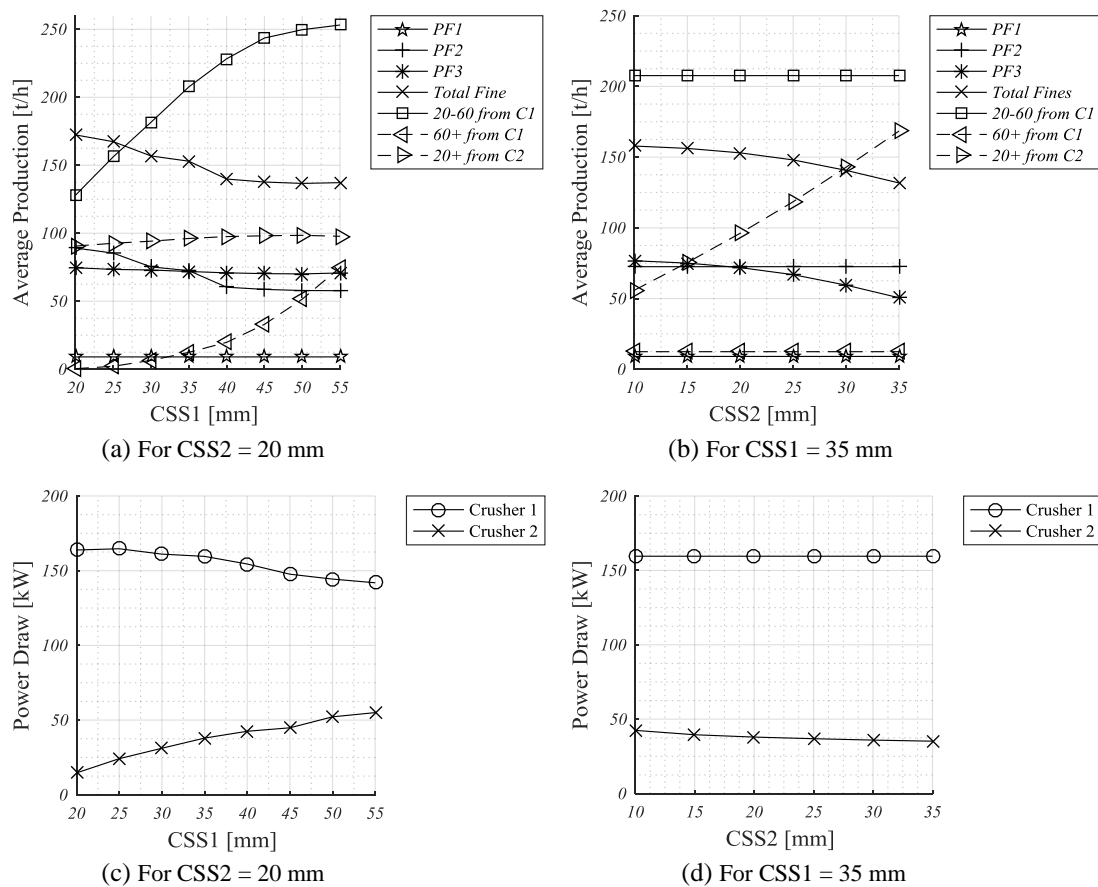 250
200
150
100
50
0
Average Production [t/h]
20 25 30 35 40 45 50 55
CSS1 [mm]
PF1
PF2
PF3
Total Fine
20-60 from C1
60+ from C1
20+ from C2
(a) For CSS2 = 20 mm
250
200
150
100
50
0
Average Production [t/h]
10 15 20 25 30 35
CSS2 [mm]
PF1
PF2
PF3
Total Fines
20-60 from C1
60+ from C1
20+ from C2
(b) For CSS1 = 35 mm
200
150
100
50
0
Power Draw [kW]
20 25 30 35 40 45 50 55
CSS1 [mm]
Crusher 1
Crusher 2
(c) For CSS2 = 20 mm
200
150
100
50
0
Power Draw [kW]
10 15 20 25 30 35
CSS2 [mm]
Crusher 1
Crusher 2
(d) For CSS1 = 35 mm